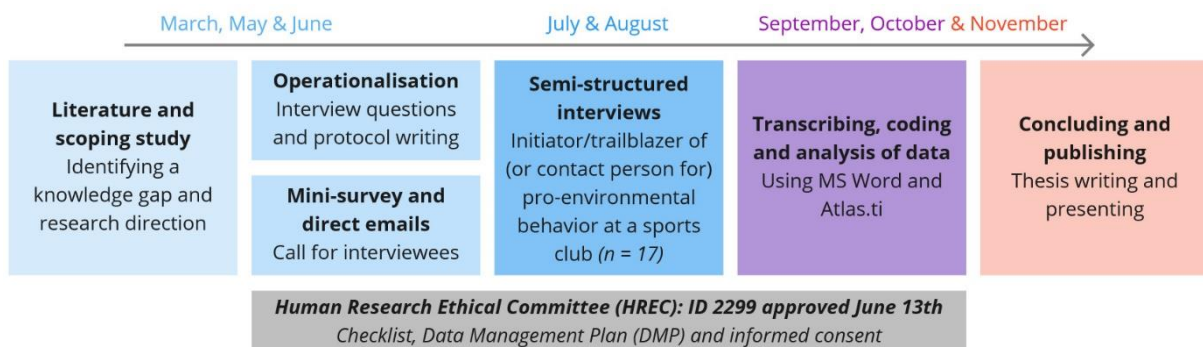 March, May & June
July & August
September, October & November
Literature and
scoping study
Identifying a
knowledge gap and
research direction
Operationalisation
Interview questions
and protocol writing
Mini-survey and
direct emails
Call for interviewees
Semi-structured
interviews
Initiator/trailblazer of
(or contact person for)
pro-environmental
behavior at a sports
club (n = 17)
Transcribing, coding
and analysis of data
Using MS Word and
Atlas.ti
Concluding and
publishing
Thesis writing and
presenting
Human Research Ethical Committee (HREC): ID 2299 approved June 13th
Checklist, Data Management Plan (DMP) and informed consent